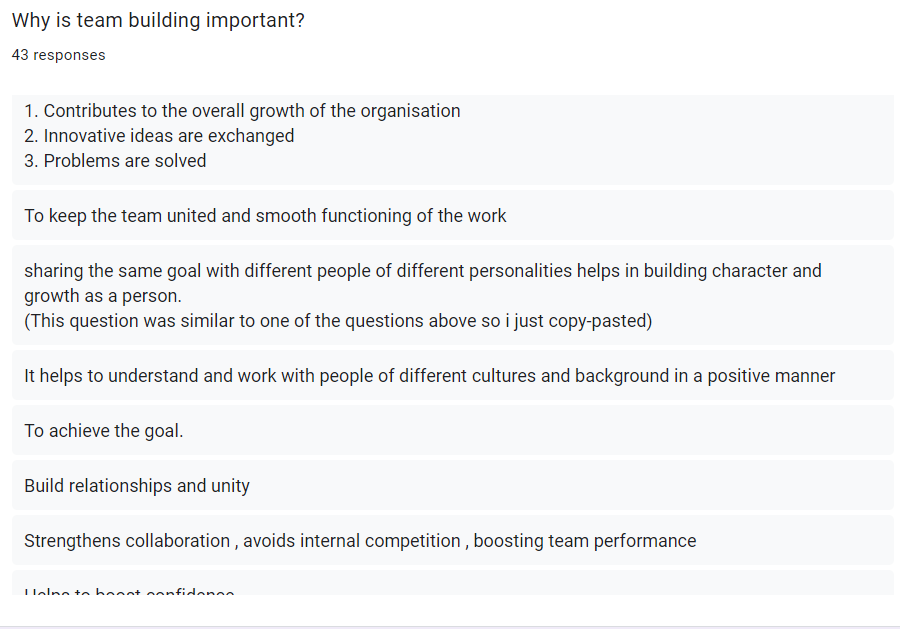 Why is team building important?
43 responses
1. Contributes to the overall growth of the organisation
2. Innovative ideas are exchanged
3. Problems are solved
To keep the team united and smooth functioning of the work
sharing the same goal with different people of different personalities helps in building character and
growth as a person.
(This question was similar to one of the questions above so i just copy-pasted)
It helps to understand and work with people of different cultures and background in a positive manner
To achieve the goal.
Build relationships and unity
Strengthens collaboration , avoids internal competition , boosting team performance
Helps to boost confidence